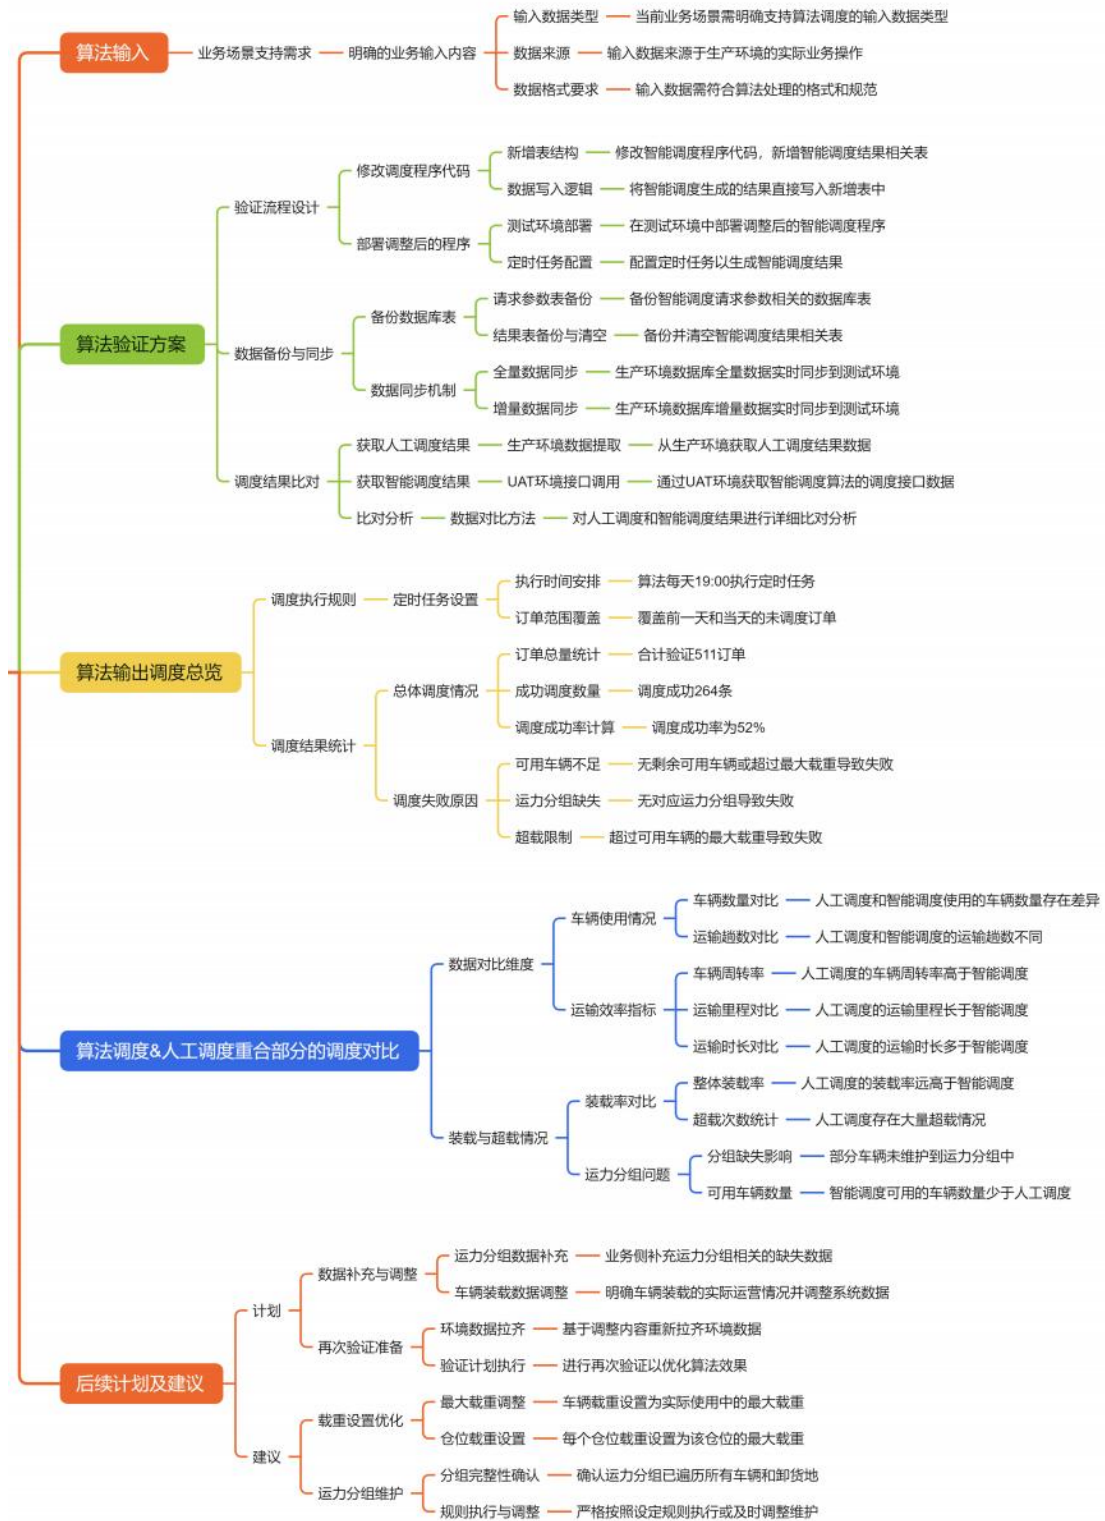 算法输入
业务场景支持需求
明确的业务输入内容
输入数据类型
当前业务场景需明确支持算法调度的输入数据类型
数据来源
输入数据来源于生产环境的实际业务操作
数据格式要求
输入数据需符合算法处理的格式和规范
算法验证方案
验证流程设计
修改调度程序代码
新增表结构
修改智能调度程序代码，新增智能调度结果相关表
数据写入逻辑
将智能调度生成的结果直接写入新增表中
部署调整后的程序
测试环境部署
在测试环境中部署调整后的智能调度程序
定时任务配置
配置定时任务以生成智能调度结果
数据备份与同步
备份数据库表
请求参数表备份
备份智能调度请求参数相关的数据库表
结果表备份与清空
备份并清空智能调度结果相关表
数据同步机制
全量数据同步
生产环境数据库全量数据实时同步到测试环境
增量数据同步
生产环境数据库增量数据实时同步到测试环境
调度结果比对
获取人工调度结果
生产环境数据提取
从生产环境获取人工调度结果数据
获取智能调度结果
UAT环境接口调用
通过UAT环境获取智能调度算法的调度接口数据
比对分析
数据对比方法
对人工调度和智能调度结果进行详细比对分析
算法输出调度总览
调度执行规则
定时任务设置
执行时间安排
算法每天19:00执行定时任务
订单范围覆盖
覆盖前一天和当天的未调度订单
调度结果统计
总体调度情况
订单总量统计
合计验证511订单
成功调度数量
调度成功264条
调度成功率计算
调度成功率为52%
调度失败原因
可用车辆不足
无剩余可用车辆或超过最大载重导致失败
运力分组缺失
无对应运力分组导致失败
超载限制
超过可用车辆的最大载重导致失败
算法调度&人工调度重合部分的调度对比
数据对比维度
车辆使用情况
车辆数量对比
人工调度和智能调度使用的车辆数量存在差异
运输趟数对比
人工调度和智能调度的运输趟数不同
运输效率指标
车辆周转率
人工调度的车辆周转率高于智能调度
运输里程对比
人工调度的运输里程长于智能调度
运输时长对比
人工调度的运输时长多于智能调度
装载与超载情况
装载率对比
整体装载率
人工调度的装载率远高于智能调度
超载次数统计
人工调度存在大量超载情况
运力分组问题
分组缺失影响
部分车辆未维护到运力分组中
可用车辆数量
智能调度可用的车辆数量少于人工调度
后续计划及建议
计划
数据补充与调整
运力分组数据补充
业务侧补充运力分组相关的缺失数据
车辆装载数据调整
明确车辆装载的实际运营情况并调整系统数据
再次验证准备
环境数据拉齐
基于调整内容重新拉齐环境数据
验证计划执行
进行再次验证以优化算法效果
建议
载重设置优化
最大载重调整
车辆载重设置为实际使用中的最大载重
仓位载重设置
每个仓位载重设置为该仓位的最大载重
运力分组维护
分组完整性确认
确认运力分组已遍历所有车辆和卸货地
规则执行与调整
严格按照设定规则执行或及时调整维护